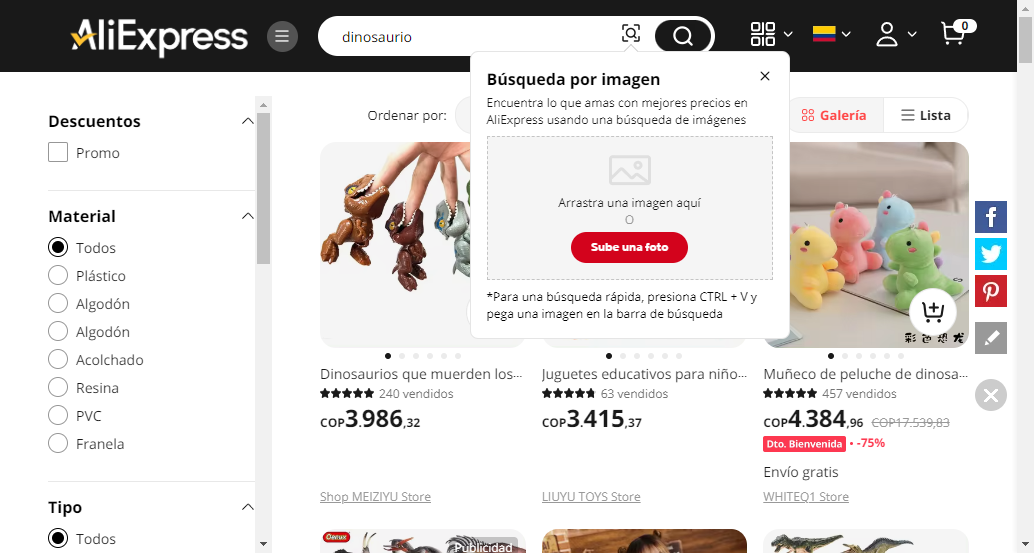 AliExpress
dinosaurio
0
Búsqueda por imagen
Encuentra lo que amas con mejores precios en
AliExpress usando una búsqueda de imágenes
Arrastra una imagen aquí
O
Sube una foto
*Para una búsqueda rápida, presiona CTRL + V y
pega una imagen en la barra de búsqueda
Descuentos
Promo
Material
Todos
Plástico
Algodón
Algodón
Acolchado
Resina
PVC
Franela
Tipo
Todos
Ordenar por:
Galería
Lista
Dinosaurios que muerden los...
240 vendidos
COP3.986,32
Shop MEIZIYU Store
Juguetes educativos para niño...
63 vendidos
COP3.415,37
LIUYU TOYS Store
彩色恐龙
Muñeco de peluche de dinosa...
457 vendidos
COP4.384,96 COP17.539,83
Dto. Bienvenida • -75%
Envío gratis
WHITEQ1 Store
Oenux
Publicidad